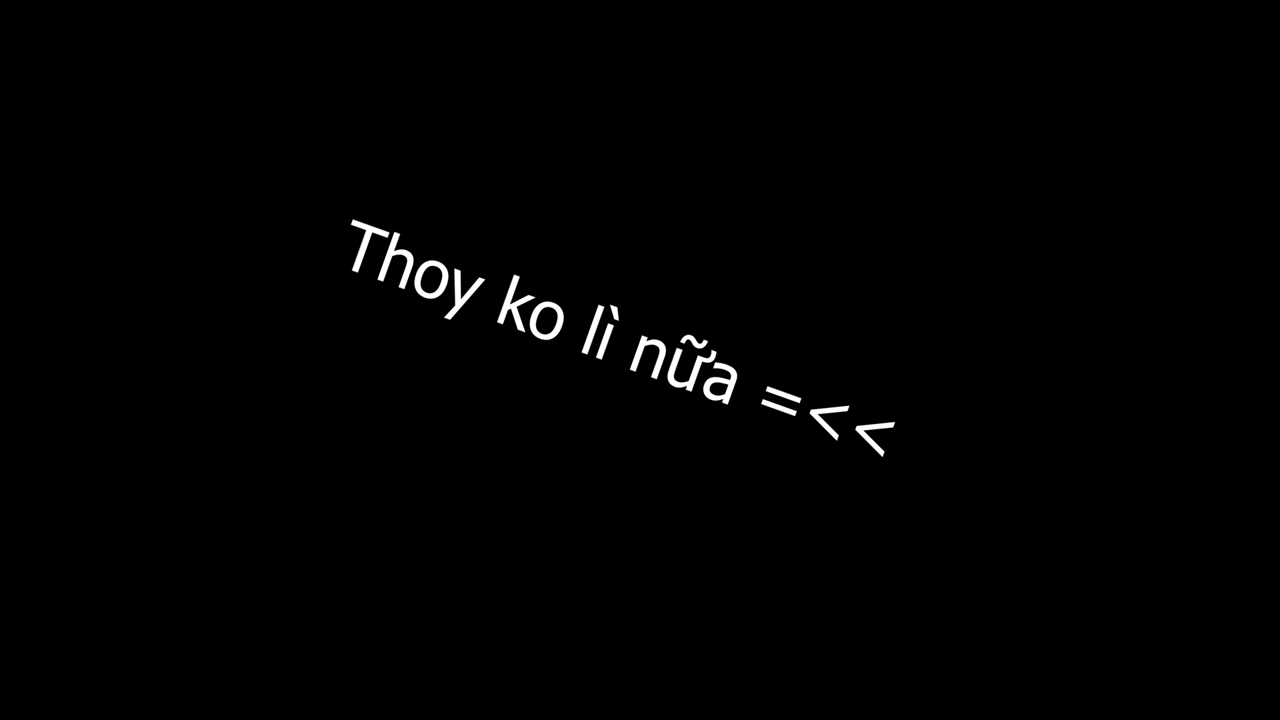 Thoy ko lì nữa =<<